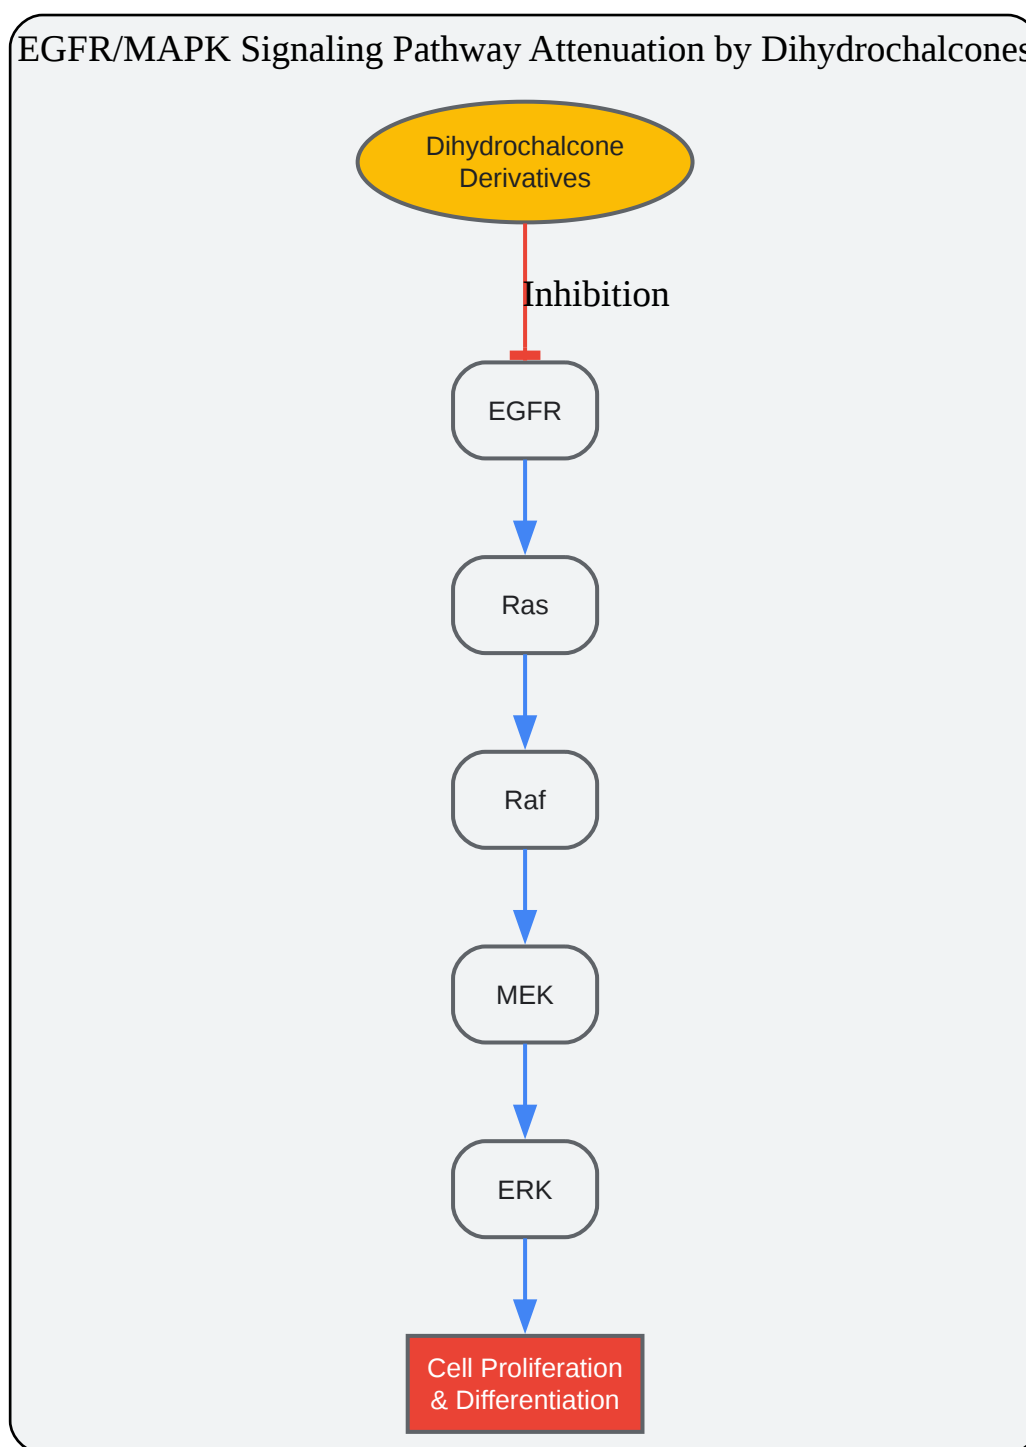 EGFR/MAPK Signaling Pathway Attenuation by Dihydrochalcones
Dihydrochalcone
Derivatives
Inhibition
EGFR
Ras
Raf
MEK
ERK
Cell Proliferation
& Differentiation